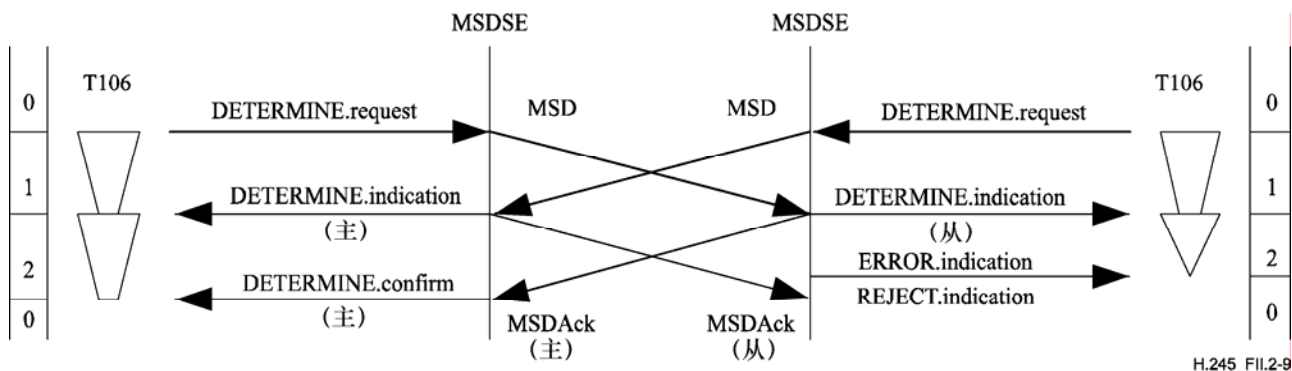 MSDSE MSDSE
T106 T106
0 0
DETERMINE.request MSD MSD DETERMINE.request
1 1
DETERMINE.indication DETERMINE.indication
(主) (从)
2 2
ERROR.indication
DETERMINE.confirm REJECT.indication
(主)
0 0
MSDAck MSDAck
(主) (从)
H.245 FII.2-9